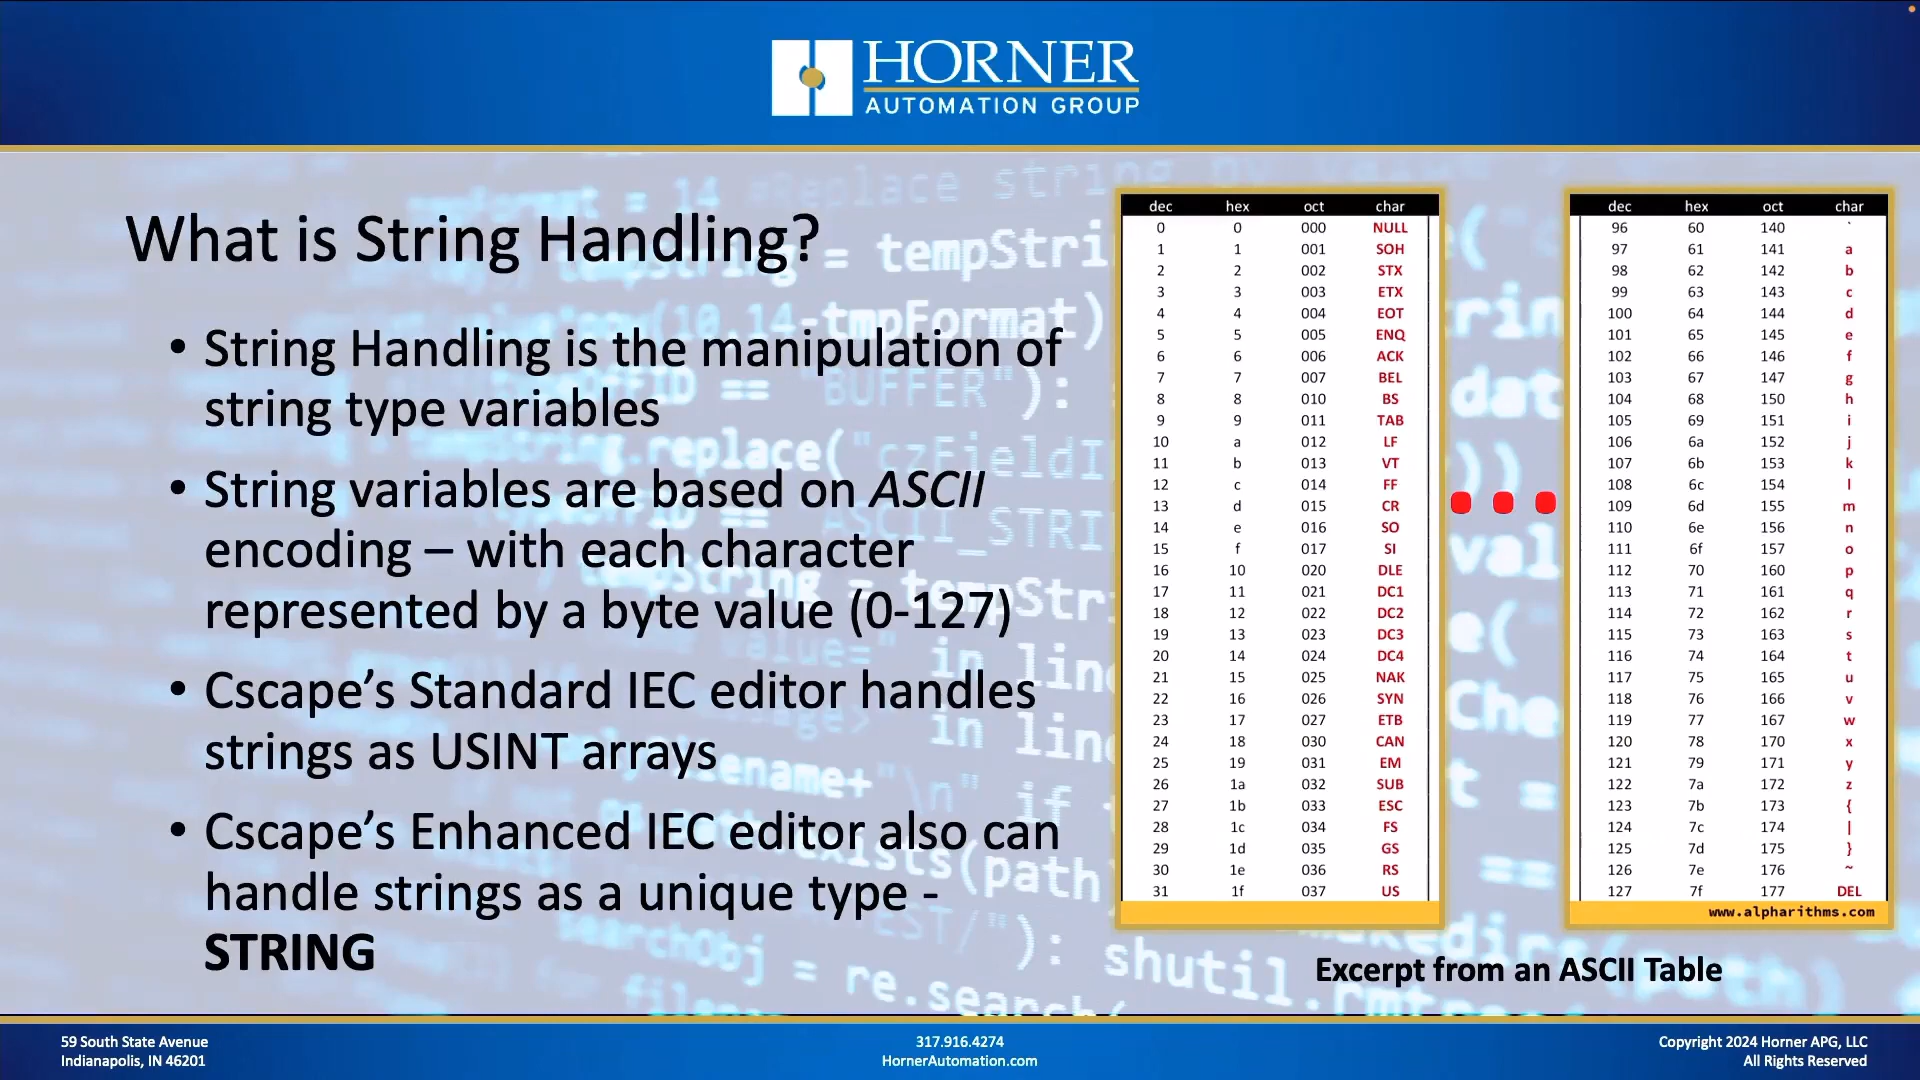 HORNER
AUTOMATION GROUP
What is String Handling?
• String Handling is the manipulation of
string type variables
• String variables are based on ASCII
encoding – with each character
represented by a byte value (0-127)
• Cscape’s Standard IEC editor handles
strings as USINT arrays
• Cscape’s Enhanced IEC editor also can
handle strings as a unique type -
STRING
dec hex oct char
0 0 000 NULL
1 1 001 SOH
2 2 002 STX
3 3 003 ETX
4 4 004 EOT
5 5 005 ENQ
6 6 006 ACK
7 7 007 BEL
8 8 010 BS
9 9 011 TAB
10 a 012 LF
11 b 013 VT
12 c 014 FF
13 d 015 CR
14 e 016 SO
15 f 017 SI
16 10 020 DLE
17 11 021 DC1
18 12 022 DC2
19 13 023 DC3
20 14 024 DC4
21 15 025 NAK
22 16 026 SYN
23 17 027 ETB
24 18 030 CAN
25 19 031 EM
26 1a 032 SUB
27 1b 033 ESC
28 1c 034 FS
29 1d 035 GS
30 1e 036 RS
31 1f 037 US
dec hex oct char
96 60 140 `
97 61 141 a
98 62 142 b
99 63 143 c
100 64 144 d
101 65 145 e
102 66 146 f
103 67 147 g
104 68 150 h
105 69 151 i
106 6a 152 j
107 6b 153 k
108 6c 154 l
109 6d 155 m
110 6e 156 n
111 6f 157 o
112 70 160 p
113 71 161 q
114 72 162 r
115 73 163 s
116 74 164 t
117 75 165 u
118 76 166 v
119 77 167 w
120 78 170 x
121 79 171 y
122 7a 172 z
123 7b 173 {
124 7c 174 |
125 7d 175 }
126 7e 176 ~
127 7f 177 DEL
www.alpharithms.com
Excerpt from an ASCII Table
59 South State Avenue
Indianapolis, IN 46201
317.916.4274
HornerAutomation.com
Copyright 2024 Horner APG, LLC
All Rights Reserved